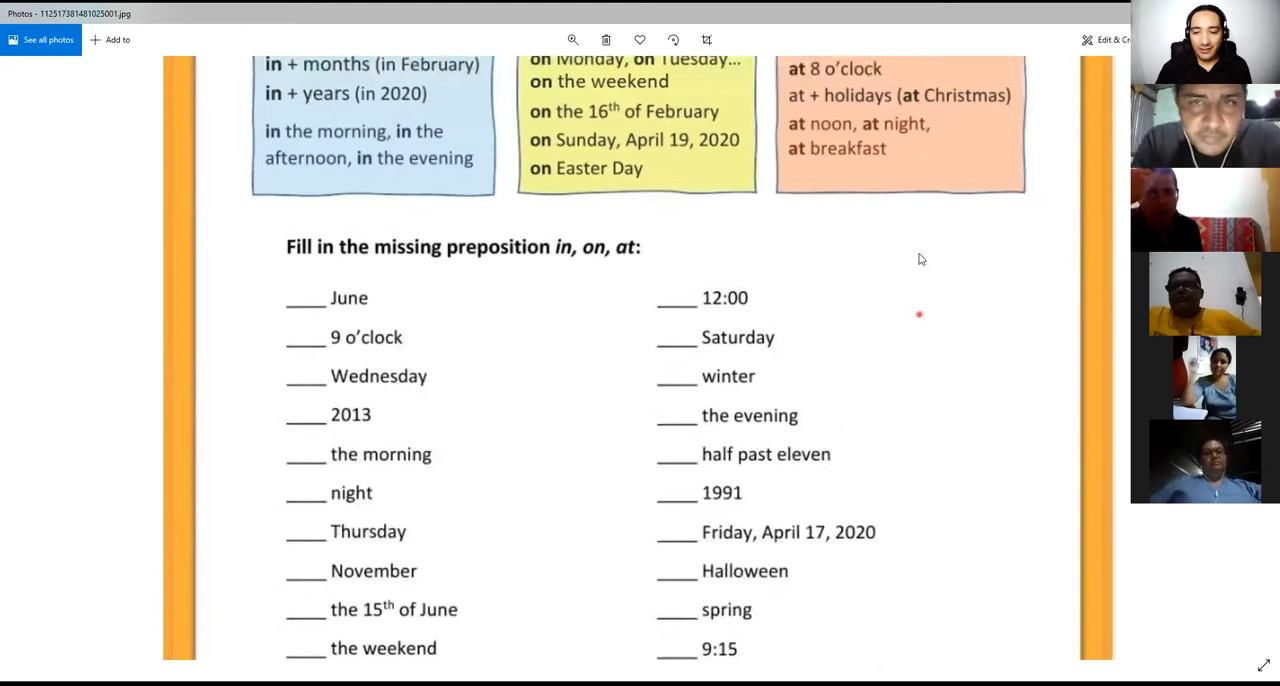 Photos - 112517381481025001.jpg
See all photos
Add to
Edit & Cr
in + months (in February)
in + years (in 2020)
in the morning, in the
afternoon, in the evening
on Monday, on Tuesday...
on the weekend
on the 16th of February
on Sunday, April 19, 2020
on Easter Day
at 8 o'clock
at + holidays (at Christmas)
at noon, at night,
at breakfast
Fill in the missing preposition in, on, at:
____ June
____ 9 o'clock
____ Wednesday
____ 2013
____ the morning
____ night
____ Thursday
____ November
____ the 15th of June
____ the weekend
____ 12:00
____ Saturday
____ winter
____ the evening
____ half past eleven
____ 1991
____ Friday, April 17, 2020
____ Halloween
____ spring
____ 9:15